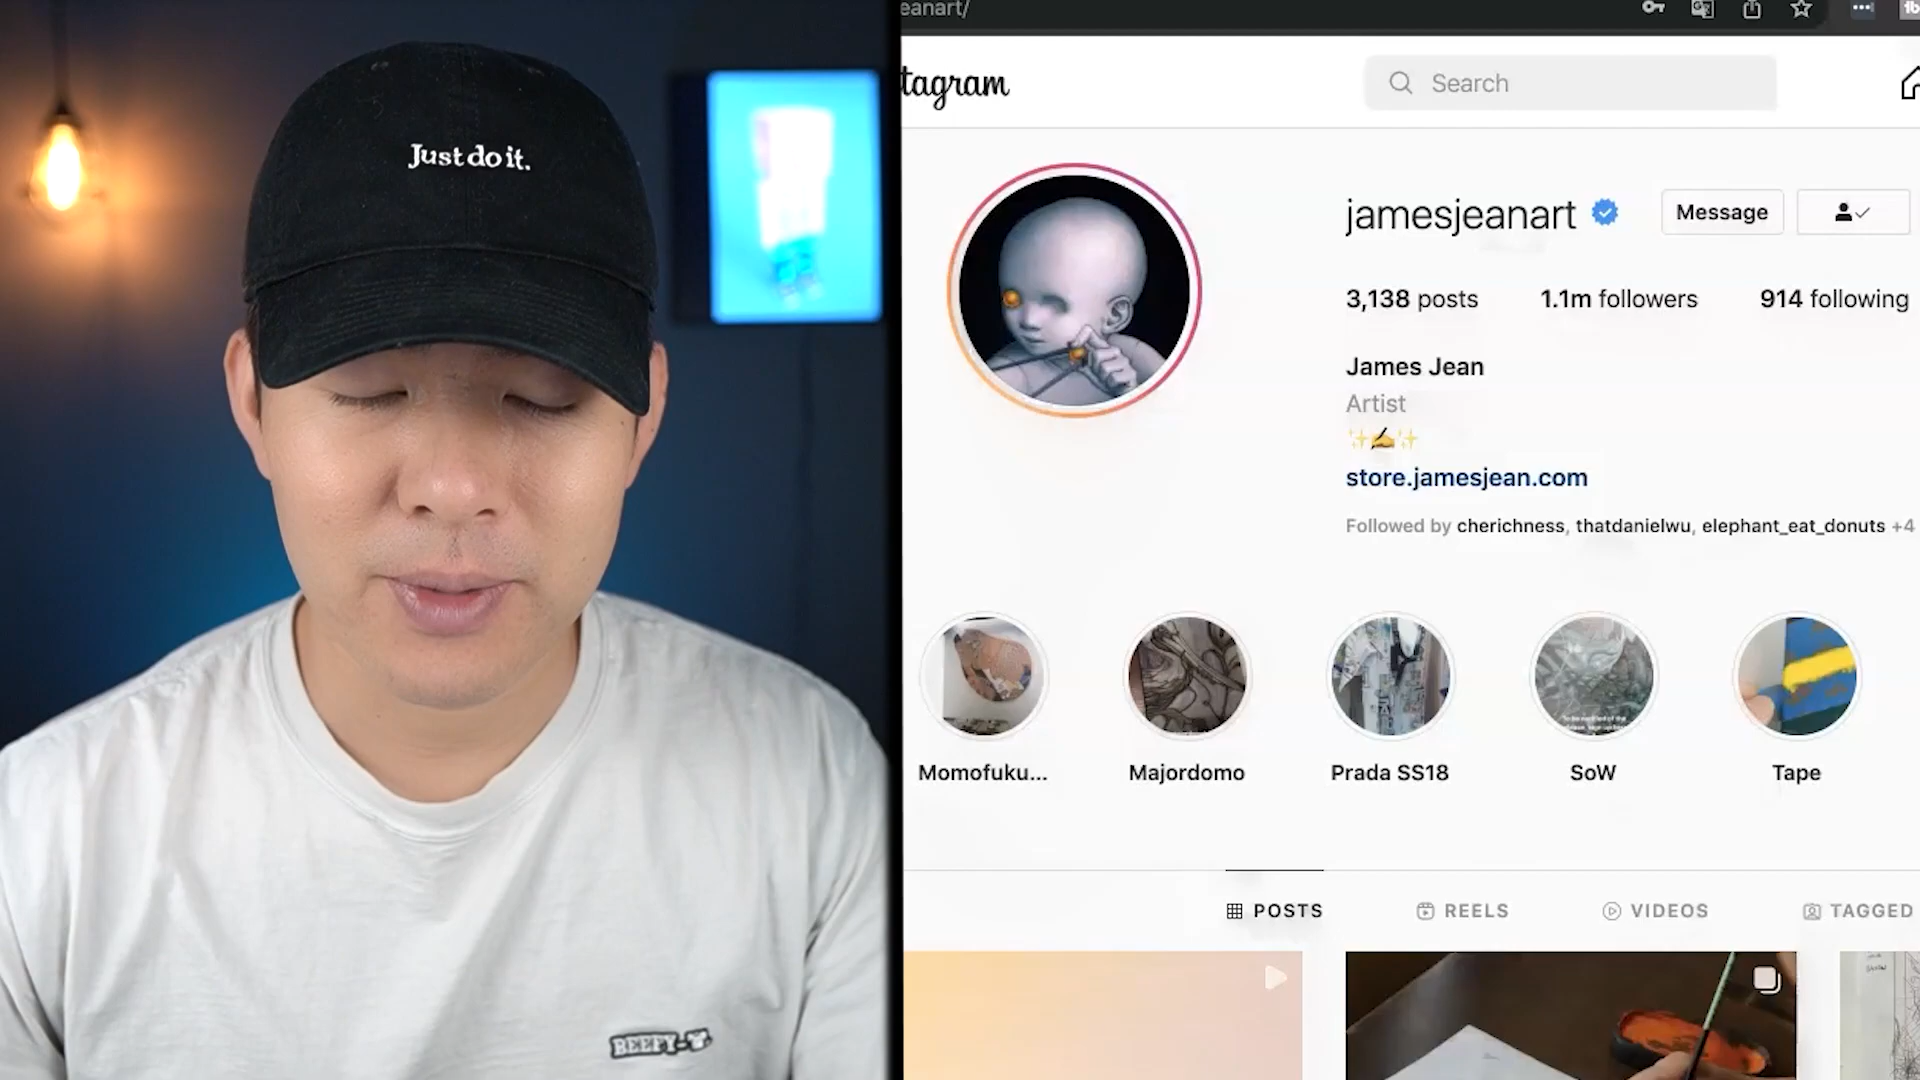 Just do it.
BEEFY-T
eanart/
tagram
Search
jamesjeanart
Message
3,138 posts
1.1m followers
914 following
James Jean
Artist
store.jamesjean.com
Followed by cherichness, thatdanielwu, elephant_eat_donuts +4
Momofuku...
Majordomo
Prada SS18
SoW
Tape
POSTS
REELS
VIDEOS
TAGGED